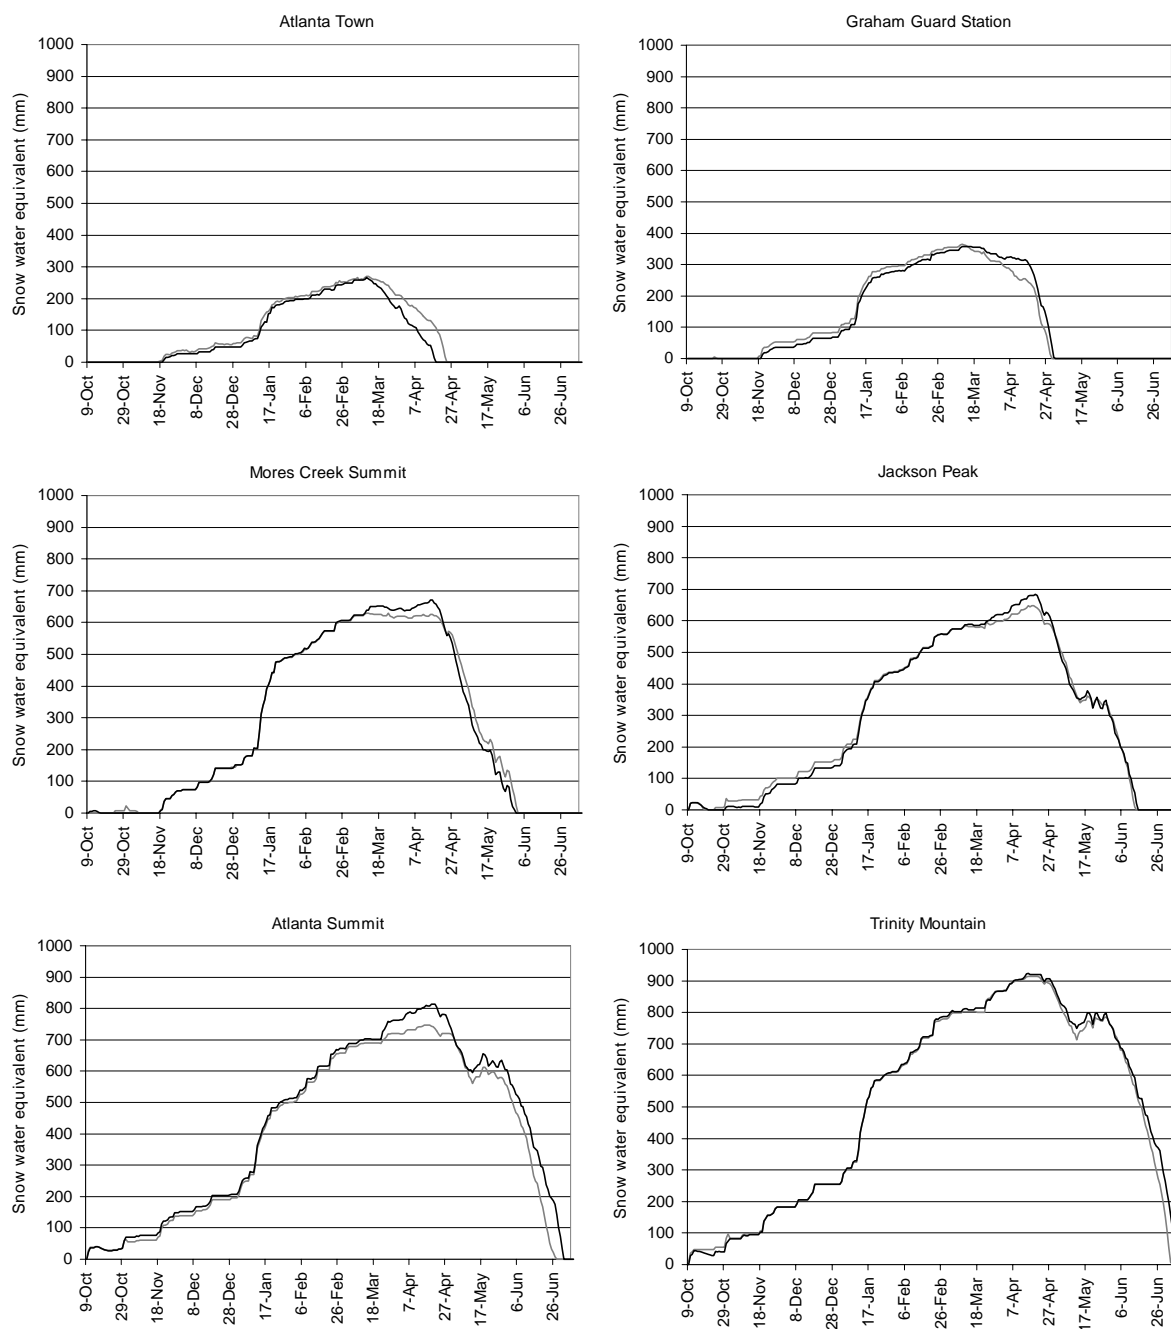 Atlanta Town
Snow water equivalent (mm)
1000
900
800
700
600
500
400
300
200
100
0
9-Oct
29-Oct
18-Nov
8-Dec
28-Dec
17-Jan
6-Feb
26-Feb
18-Mar
7-Apr
27-Apr
17-May
6-Jun
26-Jun
Graham Guard Station
Snow water equivalent (mm)
1000
900
800
700
600
500
400
300
200
100
0
9-Oct
29-Oct
18-Nov
8-Dec
28-Dec
17-Jan
6-Feb
26-Feb
18-Mar
7-Apr
27-Apr
17-May
6-Jun
26-Jun
Mores Creek Summit
Snow water equivalent (mm)
1000
900
800
700
600
500
400
300
200
100
0
9-Oct
29-Oct
18-Nov
8-Dec
28-Dec
17-Jan
6-Feb
26-Feb
18-Mar
7-Apr
27-Apr
17-May
6-Jun
26-Jun
Jackson Peak
Snow water equivalent (mm)
1000
900
800
700
600
500
400
300
200
100
0
9-Oct
29-Oct
18-Nov
8-Dec
28-Dec
17-Jan
6-Feb
26-Feb
18-Mar
7-Apr
27-Apr
17-May
6-Jun
26-Jun
Atlanta Summit
Snow water equivalent (mm)
1000
900
800
700
600
500
400
300
200
100
0
9-Oct
29-Oct
18-Nov
8-Dec
28-Dec
17-Jan
6-Feb
26-Feb
18-Mar
7-Apr
27-Apr
17-May
6-Jun
26-Jun
Trinity Mountain
Snow water equivalent (mm)
1000
900
800
700
600
500
400
300
200
100
0
9-Oct
29-Oct
18-Nov
8-Dec
28-Dec
17-Jan
6-Feb
26-Feb
18-Mar
7-Apr
27-Apr
17-May
6-Jun
26-Jun